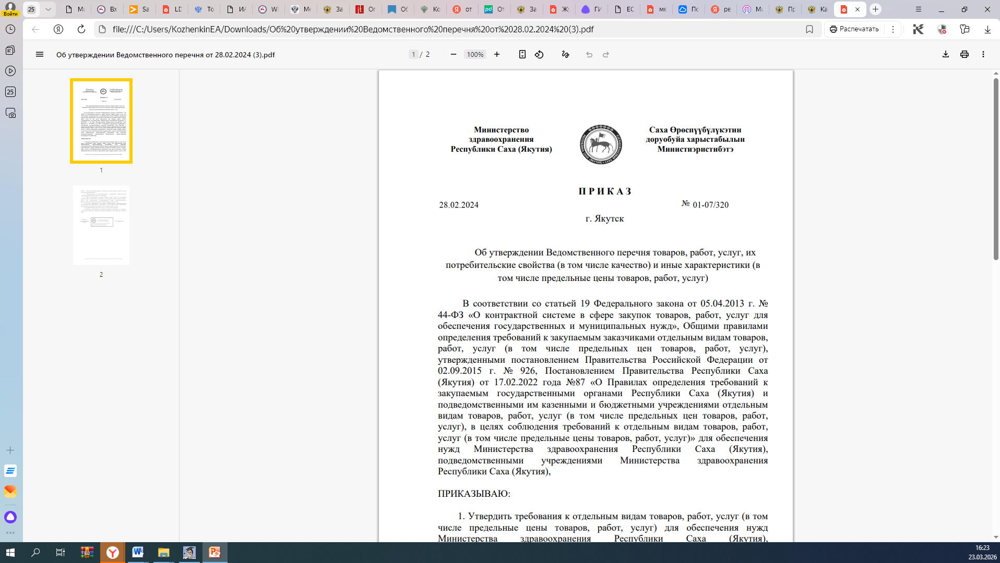 25
Mi
Вх
Sa
LD
То
ИА
WI
Ме
За
От
Об
Ко
от
От
За
Жу
ГИ
ЕС
ме
По
ре
Ми
Пр
Ка
Войти
file:///C:/Users/KozhenkinEA/Downloads/Об%20утверждении%20Ведомственного%20перечня%20от%2028.02.2024%20(3).pdf
Распечатать
Об утверждении Ведомственного перечня от 28.02.2024 (3).pdf
1 / 2
100%
25
1
2
Министерство
здравоохранения
Республики Саха (Якутия)
Саха Өрөспүүбүлүкэтин
доруобуйа харыстабылын
Министиэристибэтэ
П Р И К А З
28.02.2024
№ 01-07/320
г. Якутск
Об утверждении Ведомственного перечня товаров, работ, услуг, их
потребительские свойства (в том числе качество) и иные характеристики (в
том числе предельные цены товаров, работ, услуг)
В соответствии со статьей 19 Федерального закона от 05.04.2013 г. №
44-ФЗ «О контрактной системе в сфере закупок товаров, работ, услуг для
обеспечения государственных и муниципальных нужд», Общими правилами
определения требований к закупаемым заказчиками отдельным видам товаров,
работ, услуг (в том числе предельных цен товаров, работ, услуг),
утвержденными постановлением Правительства Российской Федерации от
02.09.2015 г. № 926, Постановлением Правительства Республики Саха
(Якутия) от 17.02.2022 года №87 «О Правилах определения требований к
закупаемым государственными органами Республики Саха (Якутия) и
подведомственными им казенными и бюджетными учреждениями отдельным
видам товаров, работ, услуг (в том числе предельных цен товаров, работ,
услуг), в целях соблюдения требований к отдельным видам товаров, работ,
услуг (в том числе предельные цены товаров, работ, услуг)» для обеспечения
нужд Министерства здравоохранения Республики Саха (Якутия),
подведомственными учреждениями Министерства здравоохранения
Республики Саха (Якутия),
ПРИКАЗЫВАЮ:
1. Утвердить требования к отдельным видам товаров, работ, услуг (в том
числе предельные цены товаров, работ, услуг) для обеспечения нужд
Министерства здравоохранения Республики Саха (Якутия),
16:23
23.03.2026